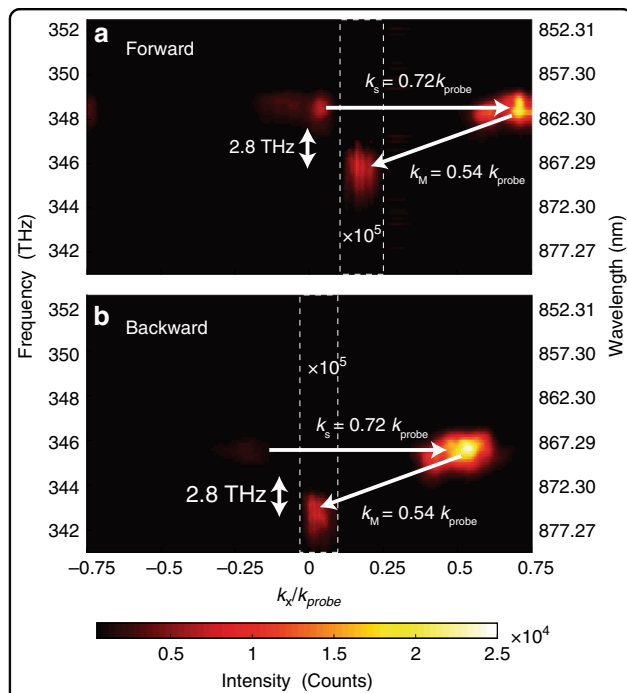 a Forward
352
350
348
346
344
342
852.31
857.30
862.30
867.29
872.30
877.27
k_s = 0.72k_probe
2.8 THz
k_M = 0.54 k_probe
×10^5
Frequency (THz)
Wavelength (nm)
b Backward
352
350
348
346
344
342
852.31
857.30
862.30
867.29
872.30
877.27
×10^5
k_s = 0.72 k_probe
2.8 THz
k_M = 0.54 k_probe
−0.75 −0.25 0 0.25 0.5 0.75
k_x/k_probe
0.5 1 1.5 2 2.5 ×10^4
Intensity (Counts)